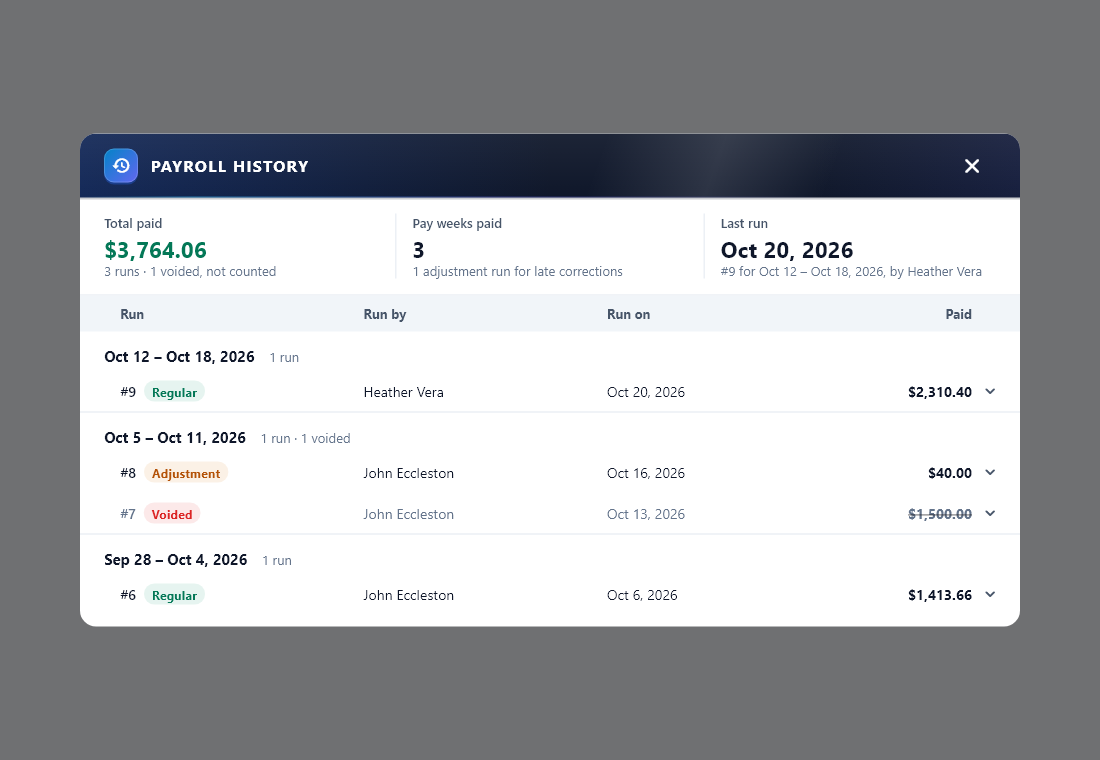 PAYROLL HISTORY
Total paid
$3,764.06
3 runs · 1 voided, not counted
Pay weeks paid
3
1 adjustment run for late corrections
Last run
Oct 20, 2026
#9 for Oct 12 – Oct 18, 2026, by Heather Vera
Run Run by Run on Paid
Oct 12 – Oct 18, 2026 1 run
#9 Regular Heather Vera Oct 20, 2026 $2,310.40
Oct 5 – Oct 11, 2026 1 run · 1 voided
#8 Adjustment John Eccleston Oct 16, 2026 $40.00
#7 Voided John Eccleston Oct 13, 2026 $1,500.00
Sep 28 – Oct 4, 2026 1 run
#6 Regular John Eccleston Oct 6, 2026 $1,413.66